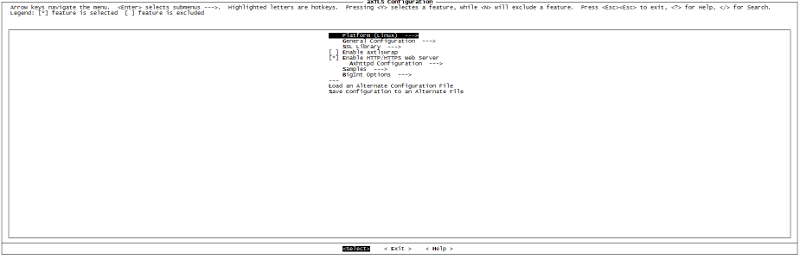 axTLS Configuration
Arrow keys navigate the menu.  <Enter> selects submenus --->.  Highlighted letters are hotkeys.  Pressing <Y> selectes a feature, while <N> will exclude a feature.  Press <Esc><Esc> to exit, <?> for Help, </> for Search.
Legend: [*] feature is selected  [ ] feature is excluded
Platform (Linux)  --->
General Configuration  --->
SSL Library  --->
[ ] Enable axtlswrap
[*] Enable HTTP/HTTPS Web Server
Axhttpd Configuration  --->
Samples  --->
BigInt Options  --->
---
Load an Alternate Configuration File
Save Configuration to an Alternate File
<Select>    < Exit >    < Help >